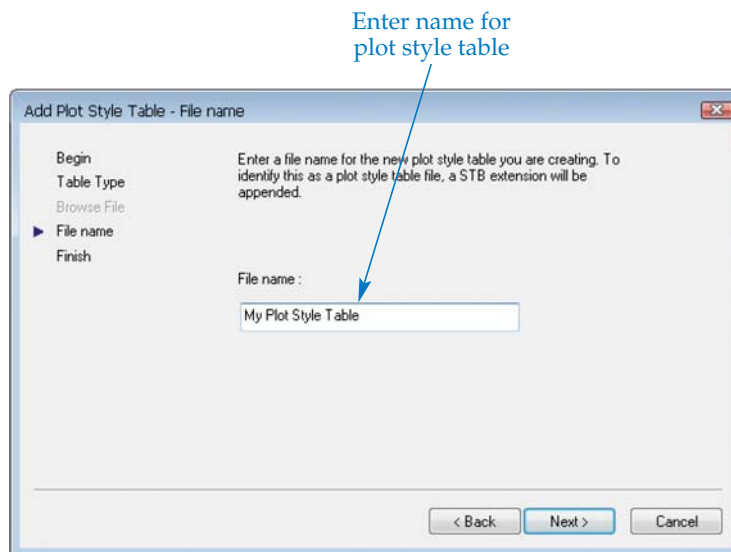 Enter name for
plot style table
Add Plot Style Table - File name
Begin
Table Type
Browse File
File name
Finish
Enter a file name for the new plot style table you are creating. To
identify this as a plot style table file, a STB extension will be
appended.
File name :
My Plot Style Table
< Back
Next >
Cancel